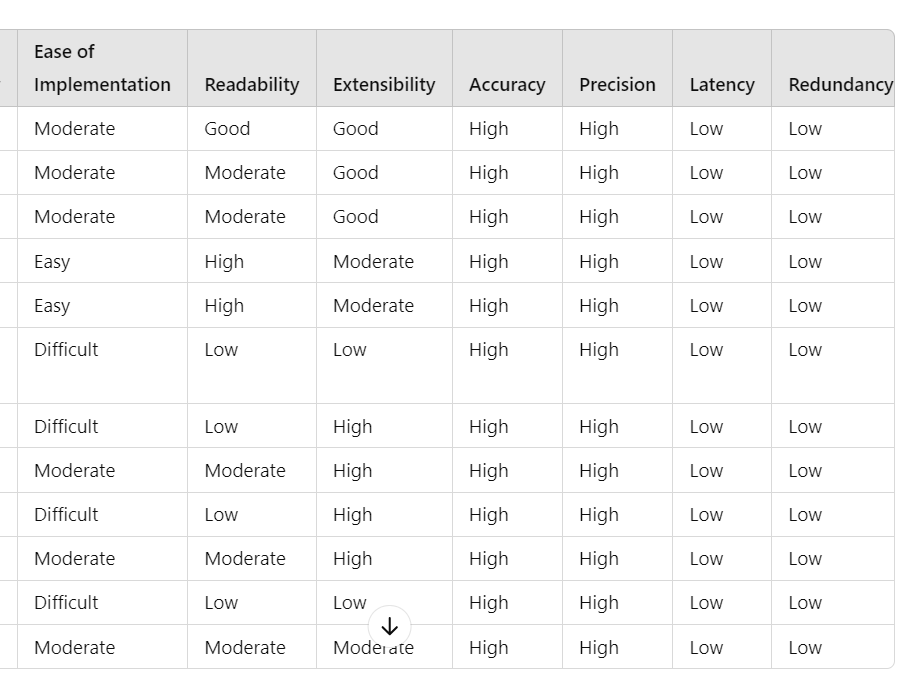 Ease of
Implementation Readability Extensibility Accuracy Precision Latency Redundancy
Moderate Good Good High High Low Low
Moderate Moderate Good High High Low Low
Moderate Moderate Good High High Low Low
Easy High Moderate High High Low Low
Easy High Moderate High High Low Low
Difficult Low Low High High Low Low
Difficult Low High High High Low Low
Moderate Moderate High High High Low Low
Difficult Low High High High Low Low
Moderate Moderate High High High Low Low
Difficult Low Low High High Low Low
Moderate Moderate Moderate High High Low Low